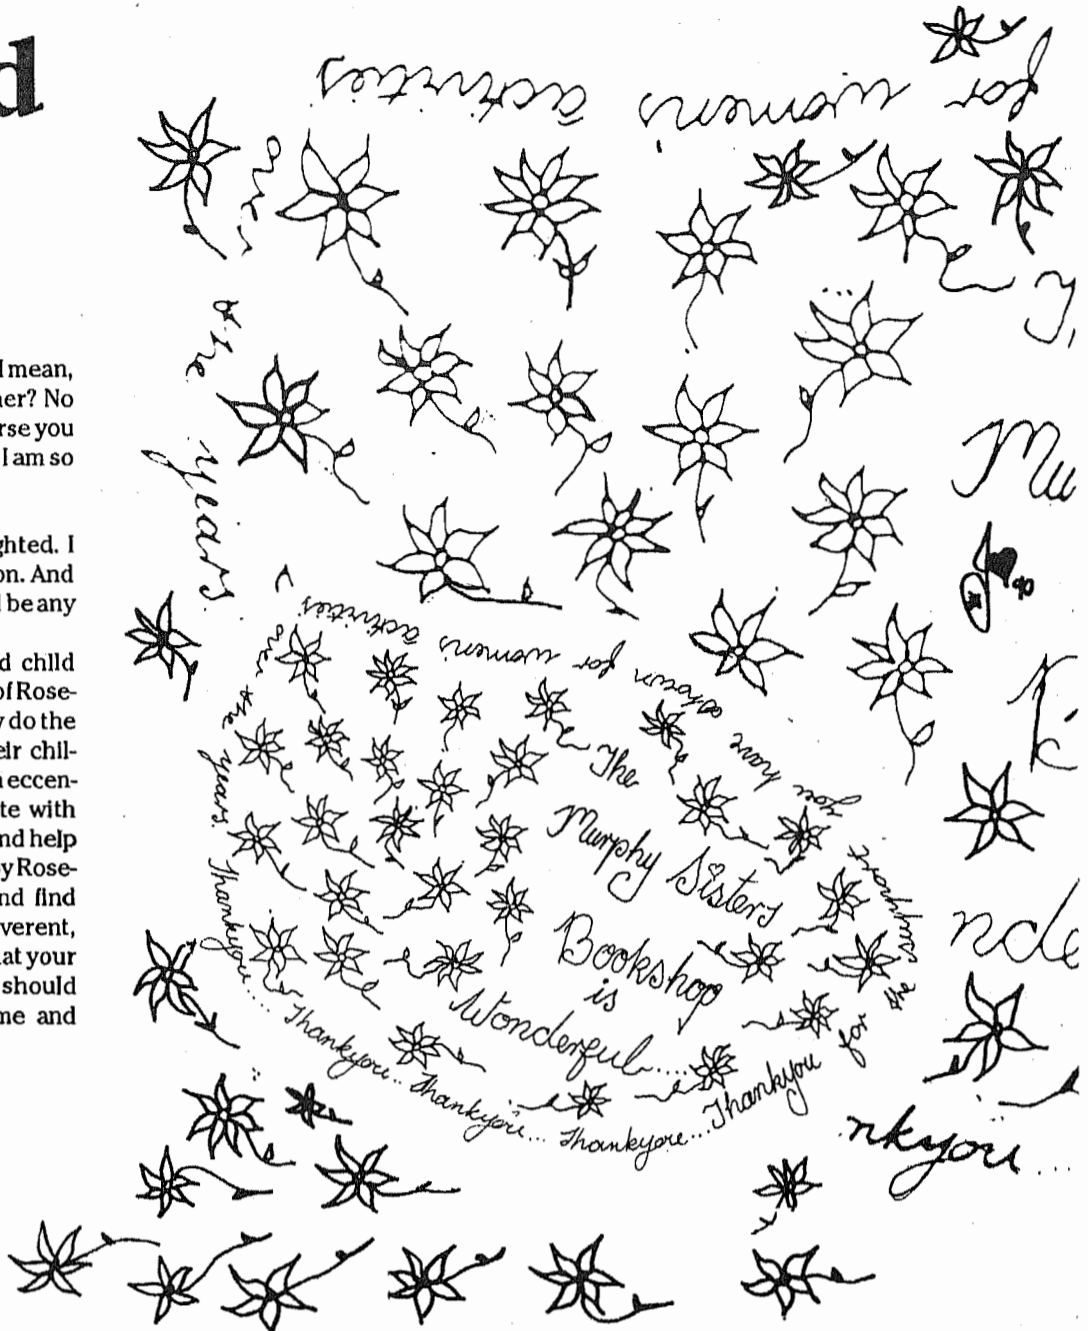 d
for womens activities
over the years.
I mean,
her? No
rse you
I am so
ghted. I
on. And
l be any
d child
of Rose-
y do the
eir chil-
n eccen-
te with
nd help
by Rose-
nd find
verent,
at your
should
me and
The
Murphy Sisters
Bookshop
is
Wonderful.....
Thankyou.... Thankyou... Thankyou... Thankyou... Thankyou for the support you have shown for womens activities over the years.
Mu
nde
nkyou....